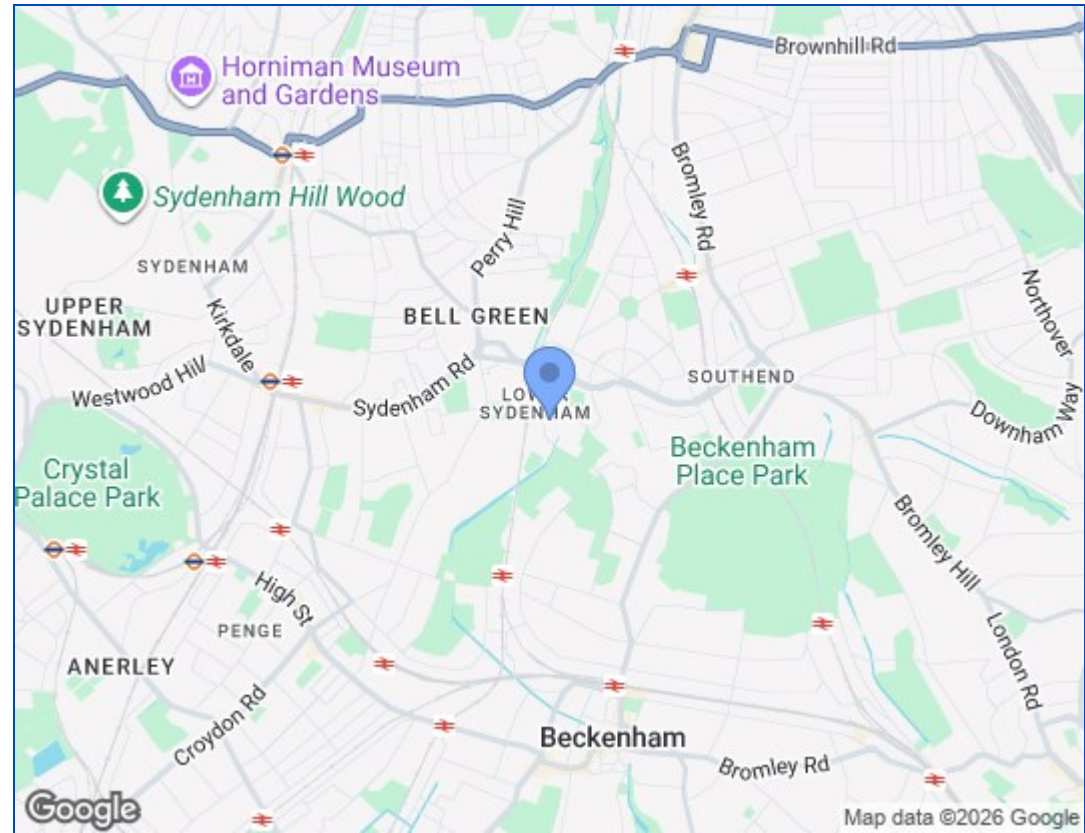 Brownhill Rd
Horniman Museum
and Gardens
Bromley Rd
Sydenham Hill Wood
Perry Hill
SYDENHAM
UPPER
SYDENHAM
Kirkdale
BELL GREEN
Northover
Westwood Hill
Sydenham Rd
SOUTHEND
SYDENHAM
Downham Way
Crystal
Palace Park
Beckenham
Place Park
Bromley Hill
High St
PENGE
London Rd
ANERLEY
Croydon Rd
Beckenham
Bromley Rd
Google
Map data ©2026 Google